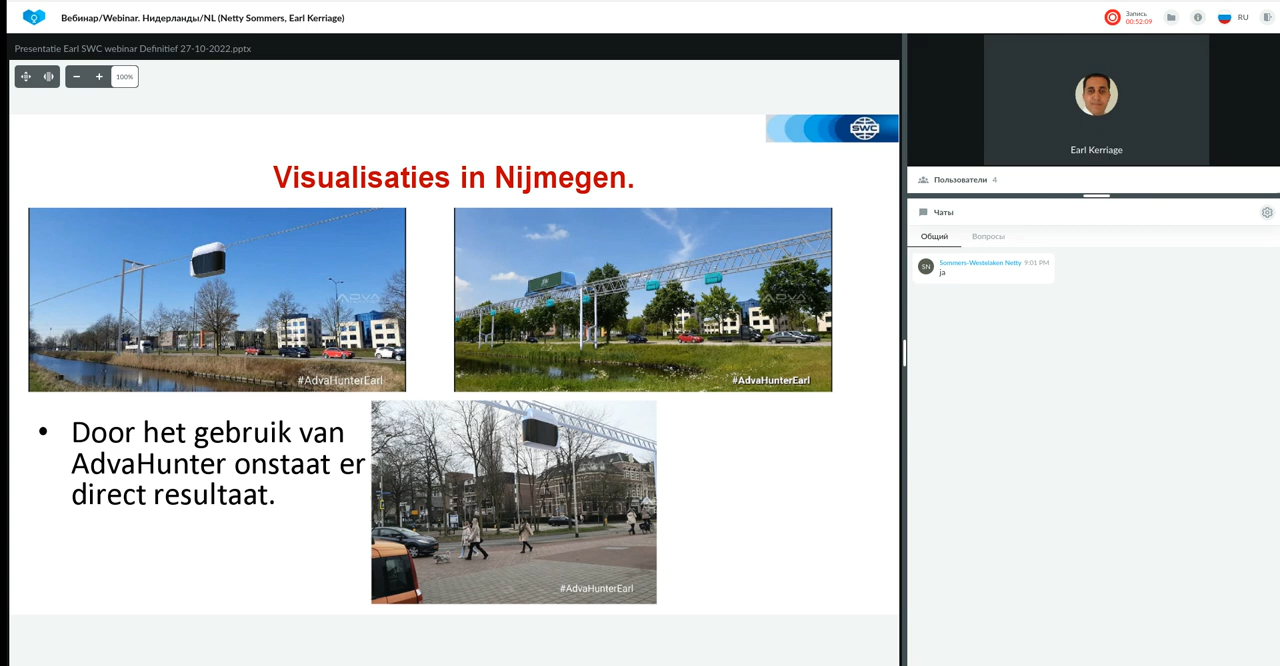 Вебинар/Webinar. Нидерланды/NL (Netty Sommers, Earl Kerriage)
Запись
00:52:09
RU
Presentatie Earl SWC webinar Definitief 27-10-2022.pptx
100%
SWC
Visualisaties in Nijmegen.
ADVA
#AdvaHunterEarl
ADVA
#AdvaHunterEarl
• Door het gebruik van
AdvaHunter onstaat er
direct resultaat.
#AdvaHunterEarl
Earl Kerriage
Пользователи 4
Чаты
Общий Вопросы
SN
Sommers-Westelaken Netty 9:01 PM
ja